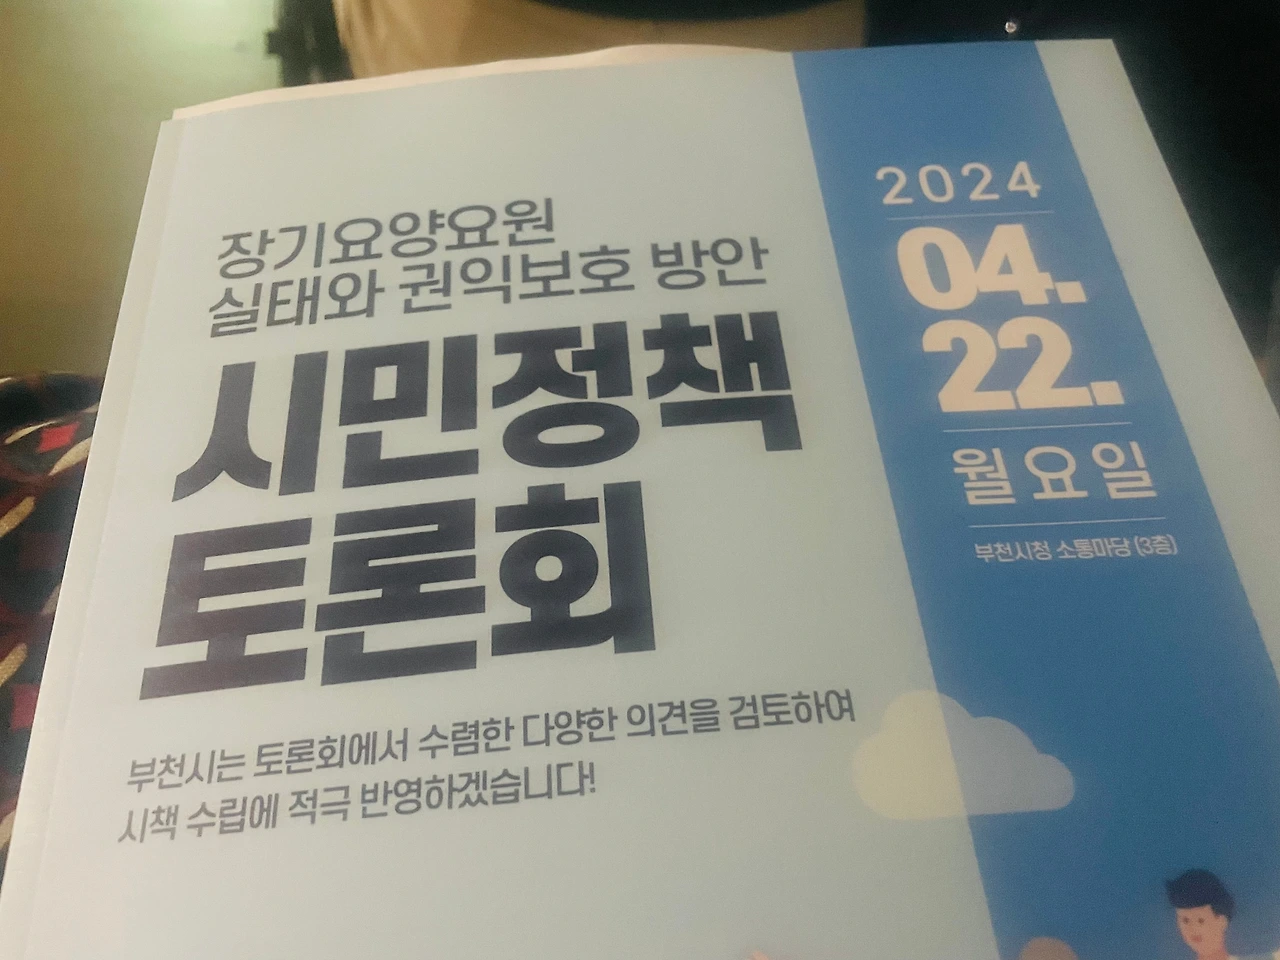 장기요양요원
실태와 권익보호 방안
시민정책
토론회
부천시는 토론회에서 수렴한 다양한 의견을 검토하여
시책 수립에 적극 반영하겠습니다!
2024
04.
22.
월요일
부천시청 소통마당 (3층)